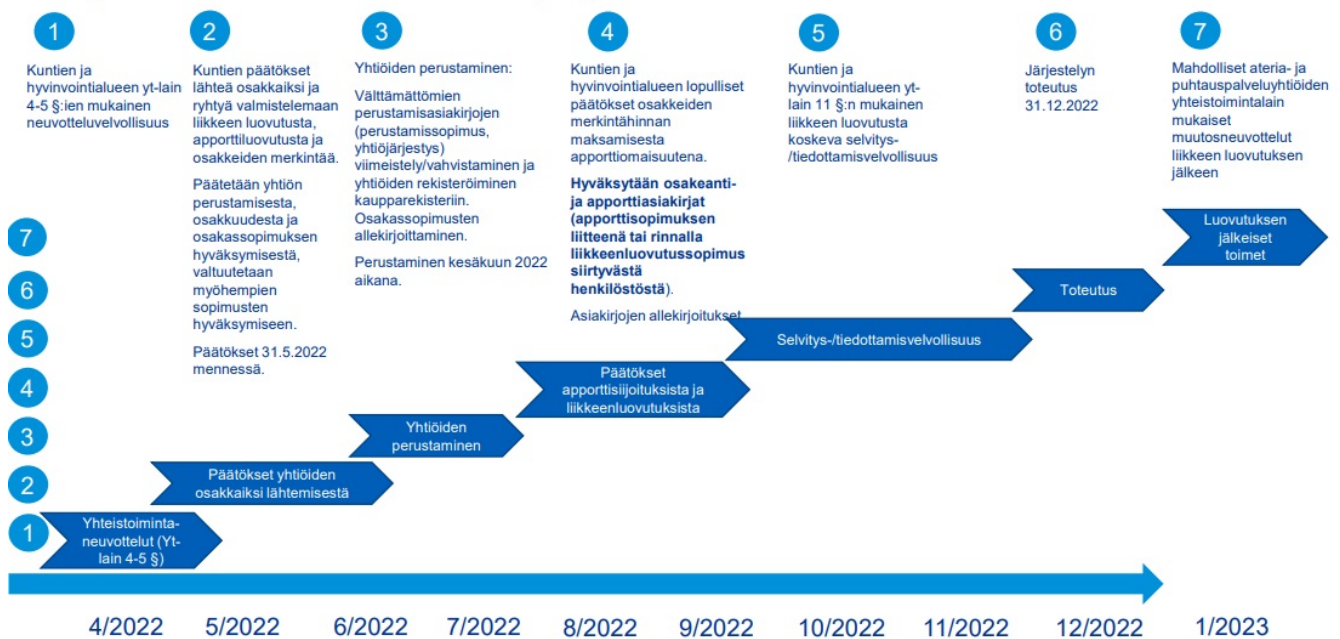 1
Kuntien ja
hyvinvointialueen yt-lain
4-5 §:ien mukainen
neuvotteluvelvollisuus
2
Kuntien päätökset
lähteä osakkaiksi ja
ryhtyä valmistelemaan
liikkeen luovutusta,
apporttiluovutusta ja
osakkeiden merkintää.
Päätetään yhtiön
perustamisesta,
osakkuudesta ja
osakassopimuksen
hyväksymisestä,
valtuutetaan
myöhempien
sopimusten
hyväksymiseen.
Päätökset 31.5.2022
mennessä.
3
Yhtiöiden perustaminen:
Välttämättömien
perustamisasiakirjojen
(perustamissopimus,
yhtiöjärjestys)
viimeistely/vahvistaminen ja
yhtiöiden rekisteröiminen
kaupparekisteriin.
Osakassopimusten
allekirjoittaminen.
Perustaminen kesäkuun 2022
aikana.
4
Kuntien ja
hyvinvointialueen lopulliset
päätökset osakkeiden
merkintähinnan
maksamisesta
apporttiomaisuutena.
Hyväksytään osakeanti-
ja apporttiasiakirjat
(apporttisopimuksen
liitteenä tai rinnalla
liikkeenluovutussopimus
siirtyvästä
henkilöstöstä).
Asiakirjojen allekirjoitukset
5
Kuntien ja
hyvinvointialueen yt-
lain 11 §:n mukainen
liikkeen luovutusta
koskeva selvitys-
/tiedottamisvelvollisuus
6
Järjestelyn
toteutus
31.12.2022
7
Mahdolliset ateria- ja
puhtauspalveluyhtiöiden
yhteistoimintalain
mukaiset
muutosneuvottelut
liikkeen luovutuksen
jälkeen
7
Luovutuksen
jälkeiset
toimet
6
Toteutus
5
Selvitys-/tiedottamisvelvollisuus
4
Päätökset
apporttisijoituksista ja
liikkeenluovutuksista
3
Yhtiöiden
perustaminen
2
Päätökset yhtiöiden
osakkaiksi lähtemisestä
1
Yhteistoiminta-
neuvottelut (Yt-
lain 4-5 §)
4/2022 5/2022 6/2022 7/2022 8/2022 9/2022 10/2022 11/2022 12/2022 1/2023